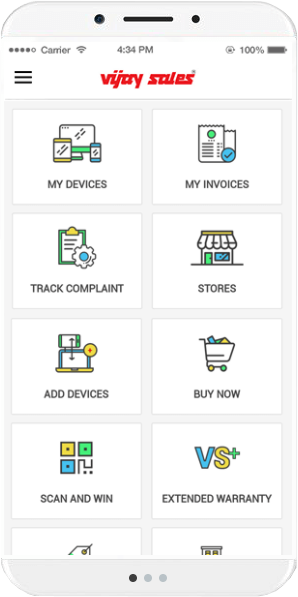 Carrier 4:34 PM 100%
vijay sales
MY DEVICES MY INVOICES
TRACK COMPLAINT STORES
ADD DEVICES BUY NOW
VS+
SCAN AND WIN EXTENDED WARRANTY